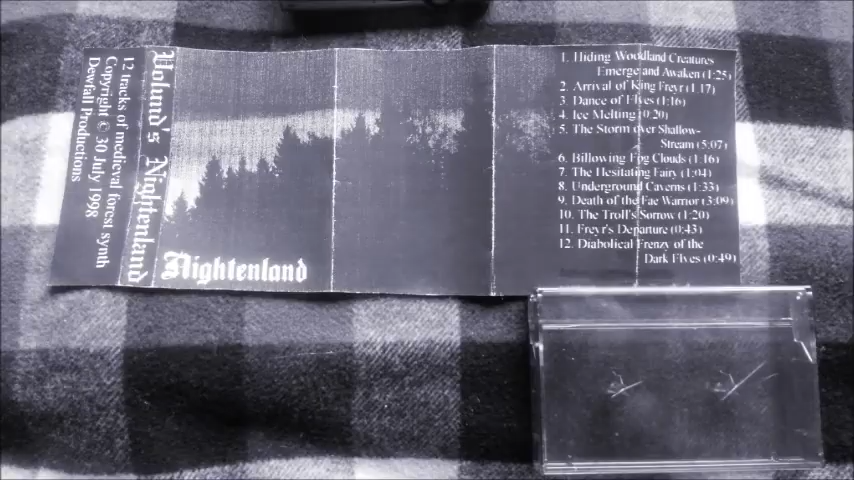 12 tracks of medieval forest synth
Copyright © 30 July 1998
Dewfall Productions
Volund's Nightenland
Nightenland
1. Hiding Woodland Creatures
Emerge and Awaken (1:25)
2. Arrival of King Freyr (1:17)
3. Dance of Elves (1:16)
4. Ice Melting (0:20)
5. The Storm over Shallow-
Stream (5:07)
6. Billowing Fog Clouds (1:16)
7. The Hesitating Fairy (1:04)
8. Underground Caverns (1:33)
9. Death of the Fae Warrior (3:09)
10. The Troll's Sorrow (1:20)
11. Freyr's Departure (0:43)
12. Diabolical Frenzy of the
Dark Elves (0:49)